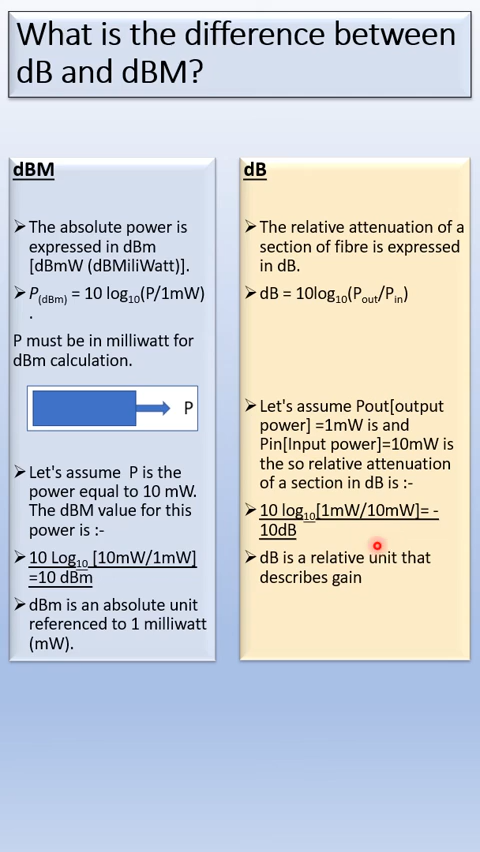 What is the difference between
dB and dBM?
dBM
➢ The absolute power is
expressed in dBm
[dBmW (dBMiliWatt)].
➢ P(dBm) = 10 log10(P/1mW)
.
P must be in milliwatt for
dBm calculation.
P
➢ Let's assume P is the
power equal to 10 mW.
The dBM value for this
power is :-
➢ 10 Log10 [10mW/1mW]
=10 dBm
➢ dBm is an absolute unit
referenced to 1 milliwatt
(mW).
dB
➢ The relative attenuation of a
section of fibre is expressed
in dB.
➢ dB = 10log10(Pout/Pin)
➢ Let's assume Pout[output
power] =1mW is and
Pin[Input power]=10mW is
the so relative attenuation
of a section in dB is :-
➢ 10 log10[1mW/10mW]= -
10dB
➢ dB is a relative unit that
describes gain